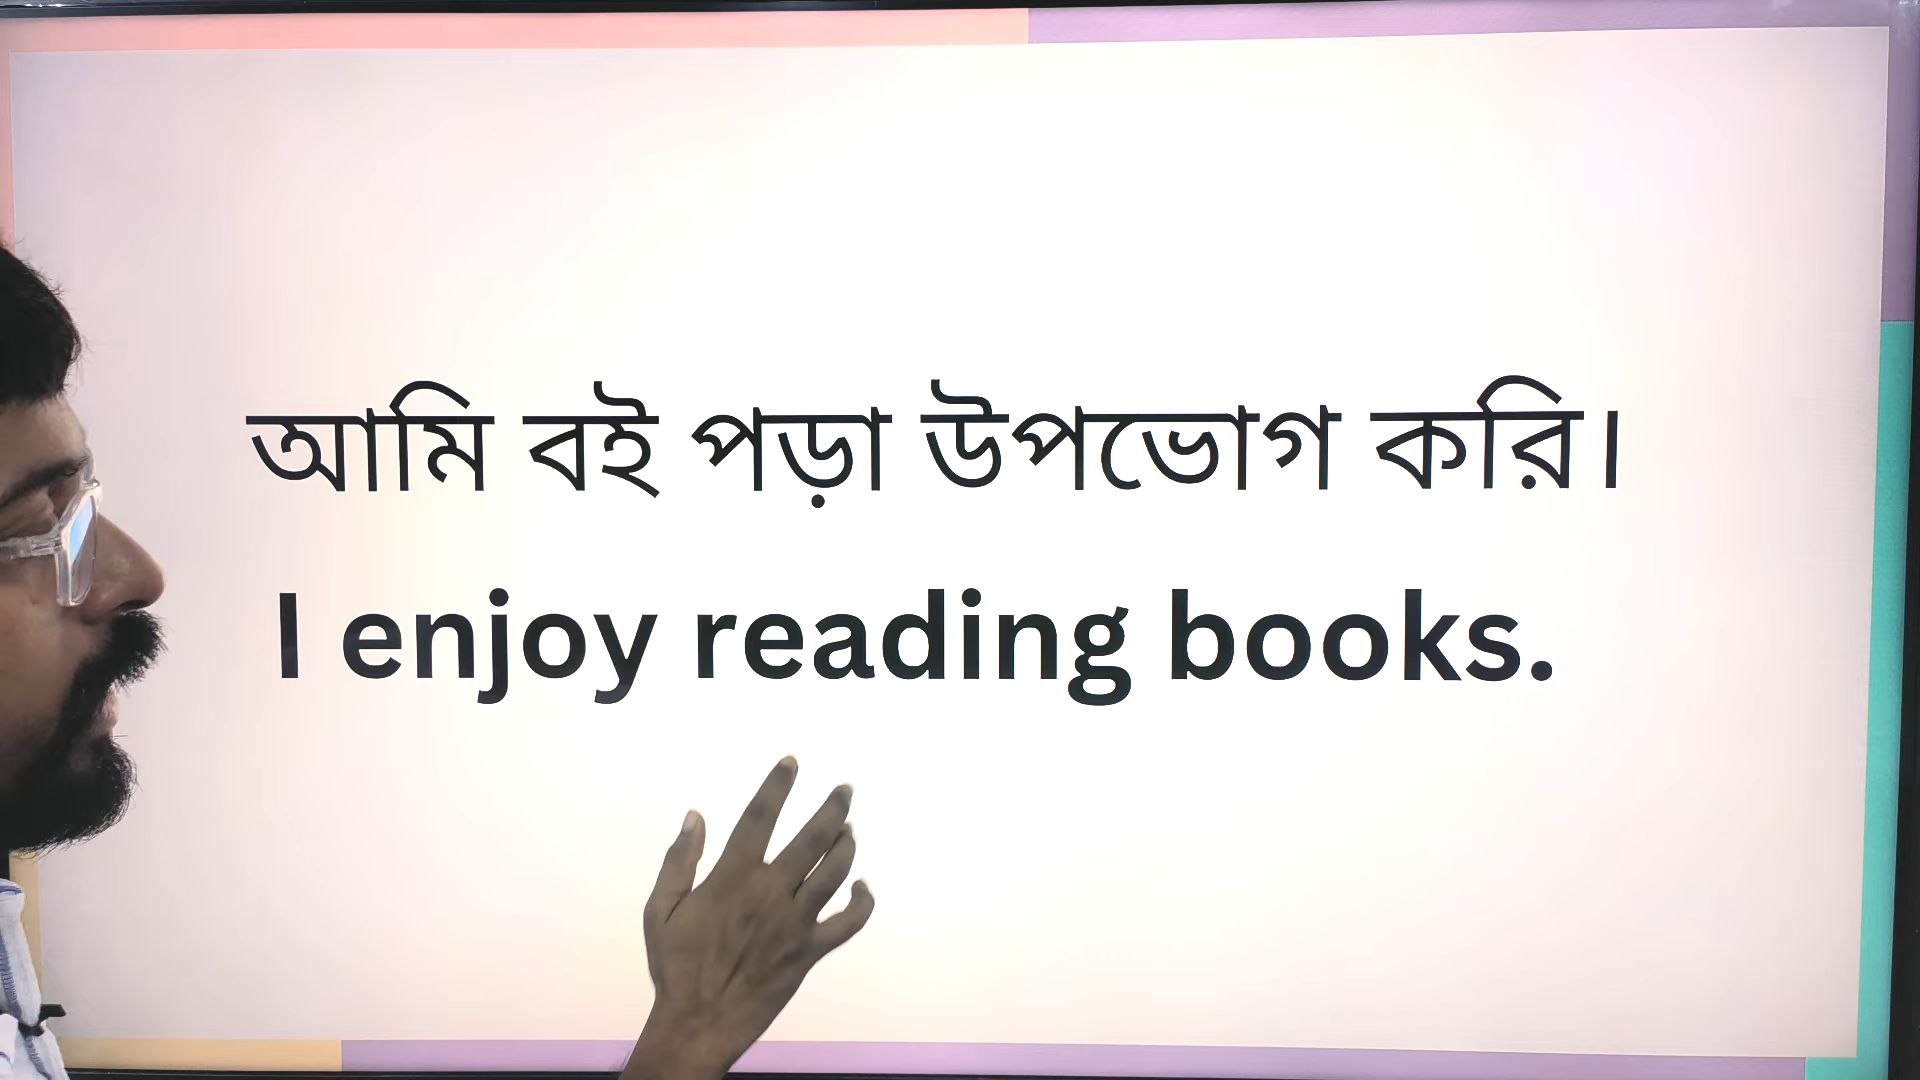 আমি বই পড়া উপভোগ করি।
I enjoy reading books.